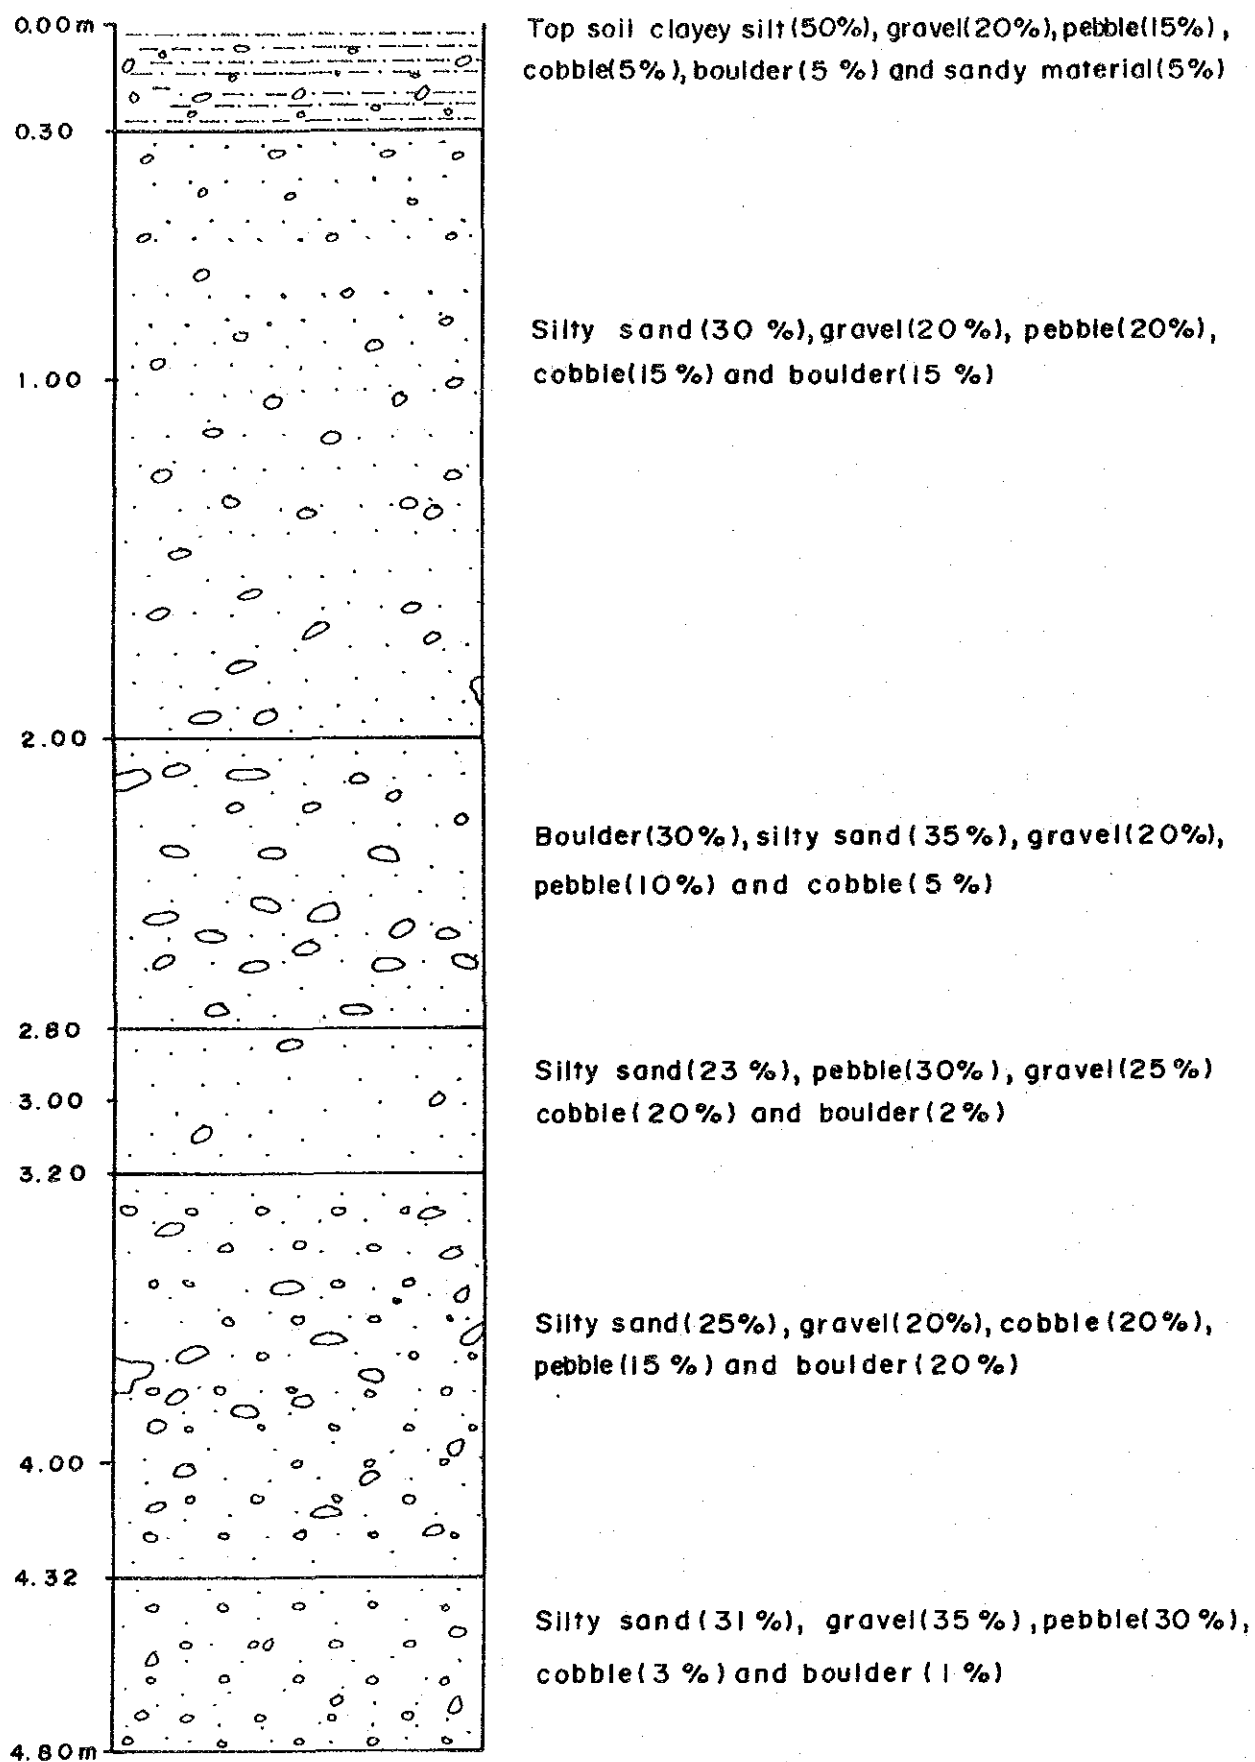 0.00m
Top soil clayey silt(50%), gravel(20%), pebble(15%),
cobble(5%), boulder(5 %) and sandy material(5%)
0.30
Silty sand(30 %), gravel(20%), pebble(20%),
1.00
cobble(15 %) and boulder(15 %)
2.00
Boulder(30%), silty sand(35%), gravel(20%),
pebble(10%) and cobble(5 %)
2.80
Silty sand(23 %), pebble(30%), gravel(25%)
3.00
cobble(20%) and boulder(2%)
3.20
Silty sand(25%), gravel(20%), cobble(20%),
pebble(15 %) and boulder(20%)
4.00
4.32
Silty sand(31 %), gravel(35%), pebble(30%),
cobble(3 %) and boulder (1 %)
4.80m